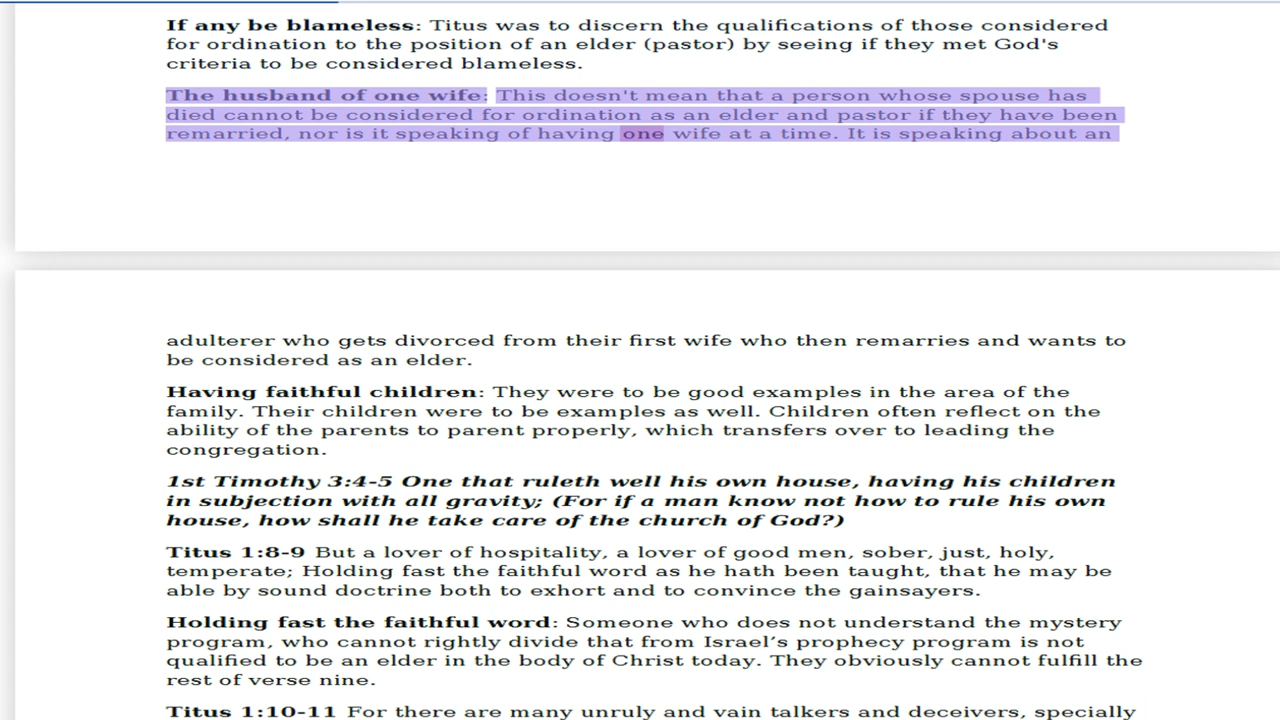 If any be blameless: Titus was to discern the qualifications of those considered
for ordination to the position of an elder (pastor) by seeing if they met God's
criteria to be considered blameless.
The husband of one wife: This doesn't mean that a person whose spouse has
died cannot be considered for ordination as an elder and pastor if they have been
remarried, nor is it speaking of having one wife at a time. It is speaking about an
adulterer who gets divorced from their first wife who then remarries and wants to
be considered as an elder.
Having faithful children: They were to be good examples in the area of the
family. Their children were to be examples as well. Children often reflect on the
ability of the parents to parent properly, which transfers over to leading the
congregation.
1st Timothy 3:4-5 One that ruleth well his own house, having his children
in subjection with all gravity; (For if a man know not how to rule his own
house, how shall he take care of the church of God?)
Titus 1:8-9 But a lover of hospitality, a lover of good men, sober, just, holy,
temperate; Holding fast the faithful word as he hath been taught, that he may be
able by sound doctrine both to exhort and to convince the gainsayers.
Holding fast the faithful word: Someone who does not understand the mystery
program, who cannot rightly divide that from Israel’s prophecy program is not
qualified to be an elder in the body of Christ today. They obviously cannot fulfill the
rest of verse nine.
Titus 1:10-11 For there are many unruly and vain talkers and deceivers, specially